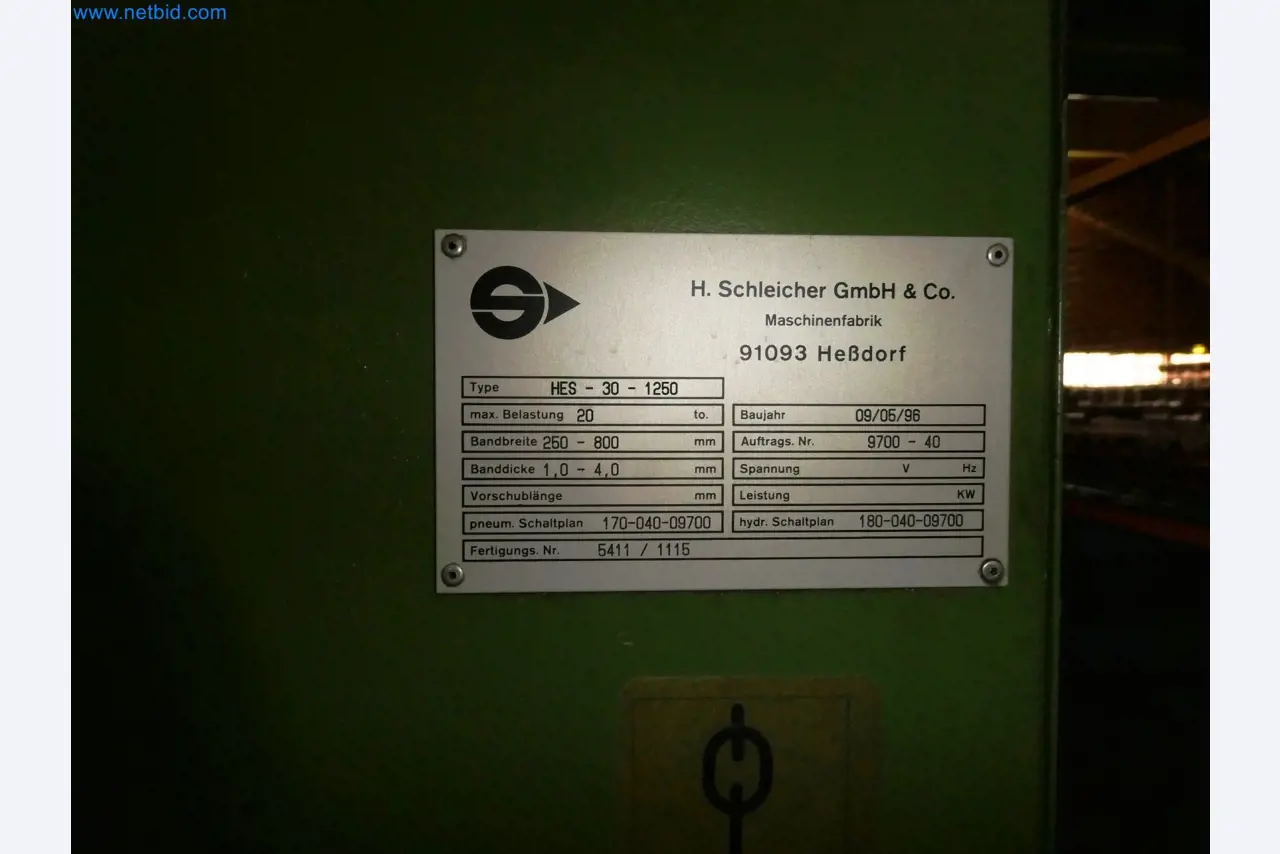 www.netbid.com
H. Schleicher GmbH & Co.
Maschinenfabrik
91093 Heßdorf
Type HES - 30 - 1250
max. Belastung 20 to. Baujahr 09/05/96
Bandbreite 250 - 800 mm Auftrags. Nr. 9700 - 40
Banddicke 1,0 - 4,0 mm Spannung V Hz
Vorschublänge mm Leistung KW
pneum. Schaltplan 170-040-09700 hydr. Schaltplan 180-040-09700
Fertigungs. Nr. 5411 / 1115